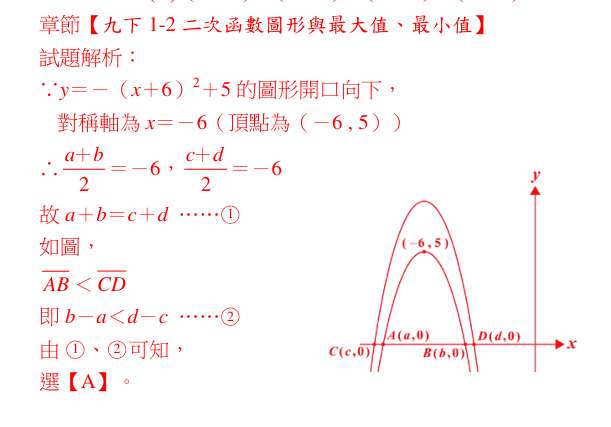 章節【九下 1-2 二次函數圖形與最大值、最小值】
試題解析：
∵y＝－（x＋6）²＋5 的圖形開口向下，
對稱軸為 x＝－6（頂點為（－6 , 5））
∴ (a＋b)/2 ＝－6，(c＋d)/2 ＝－6
故 a＋b＝c＋d ……①
如圖，
A̅B̅ ＜ C̅D̅
即 b－a＜d－c ……②
由 ①、②可知，
選【A】。
y
(－6 , 5)
A(a,0)
D(d,0)
x
C(c,0)
B(b,0)